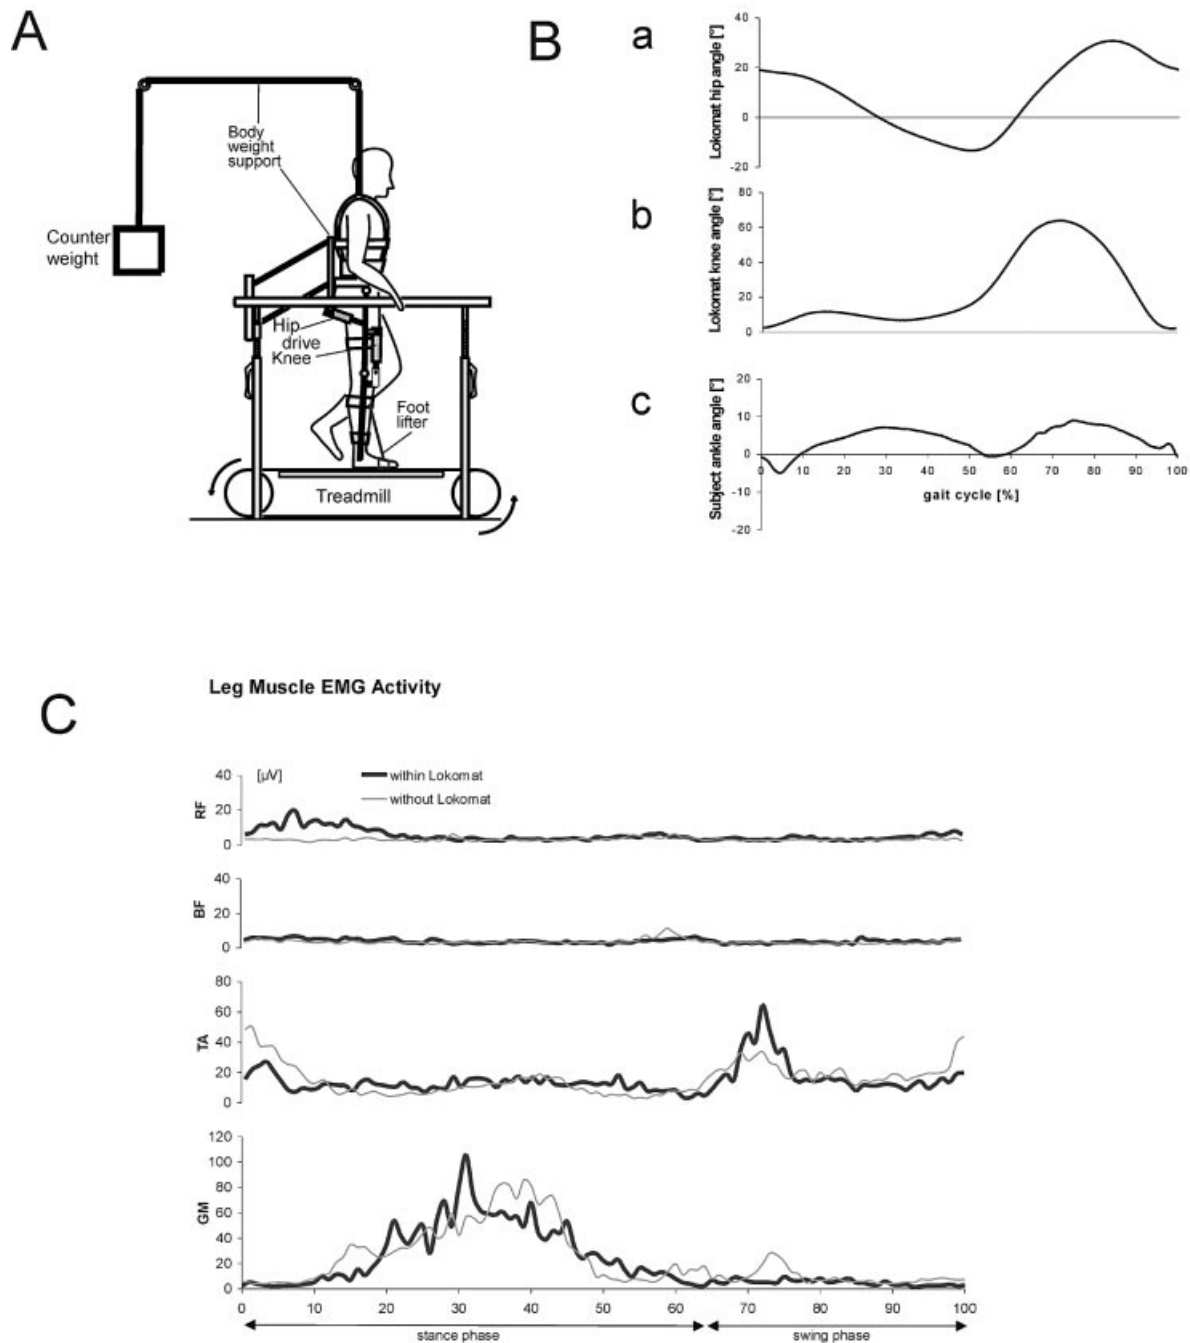 A
Body
weight
support
Counter
weight
Hip
drive
Knee
Foot
lifter
Treadmill
B
a
Lokomat hip angle [°]
40
20
0
-20
b
Lokomat knee angle [°]
80
60
40
20
0
c
Subject ankle angle [°]
20
10
0
-10
-20
0 10 20 30 40 50 60 70 80 90 100
gait cycle [%]
C
Leg Muscle EMG Activity
[µV]
within Lokomat
without Lokomat
RF
40
20
0
BF
40
20
0
TA
80
60
40
20
0
GM
120
100
80
60
40
20
0
0 10 20 30 40 50 60 70 80 90 100
stance phase swing phase